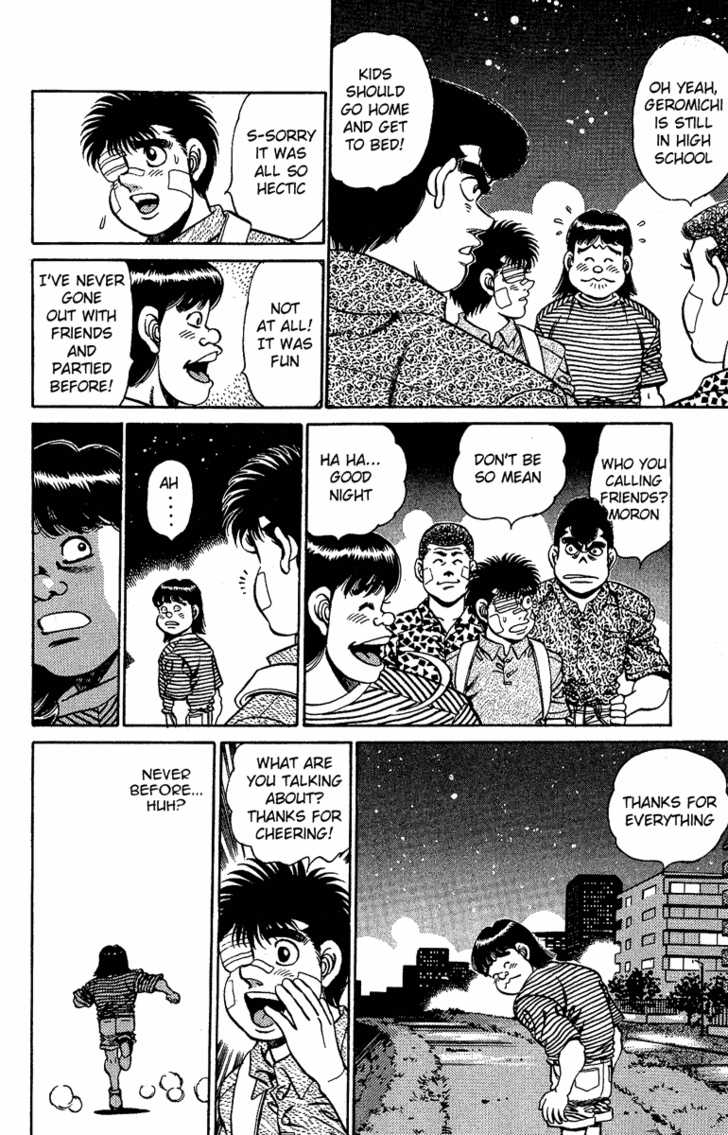 OH YEAH,
GEROMICHI
IS STILL
IN HIGH
SCHOOL
KIDS
SHOULD
GO HOME
AND GET
TO BED!
S-SORRY
IT WAS
ALL SO
HECTIC
NOT
AT ALL!
IT WAS
FUN
I'VE NEVER
GONE
OUT WITH
FRIENDS
AND
PARTIED
BEFORE!
WHO YOU
CALLING
FRIENDS?
MORON
DON'T BE
SO MEAN
HA HA...
GOOD
NIGHT
AH
....
THANKS FOR
EVERYTHING
WHAT ARE
YOU TALKING
ABOUT?
THANKS FOR
CHEERING!
NEVER
BEFORE...
HUH?